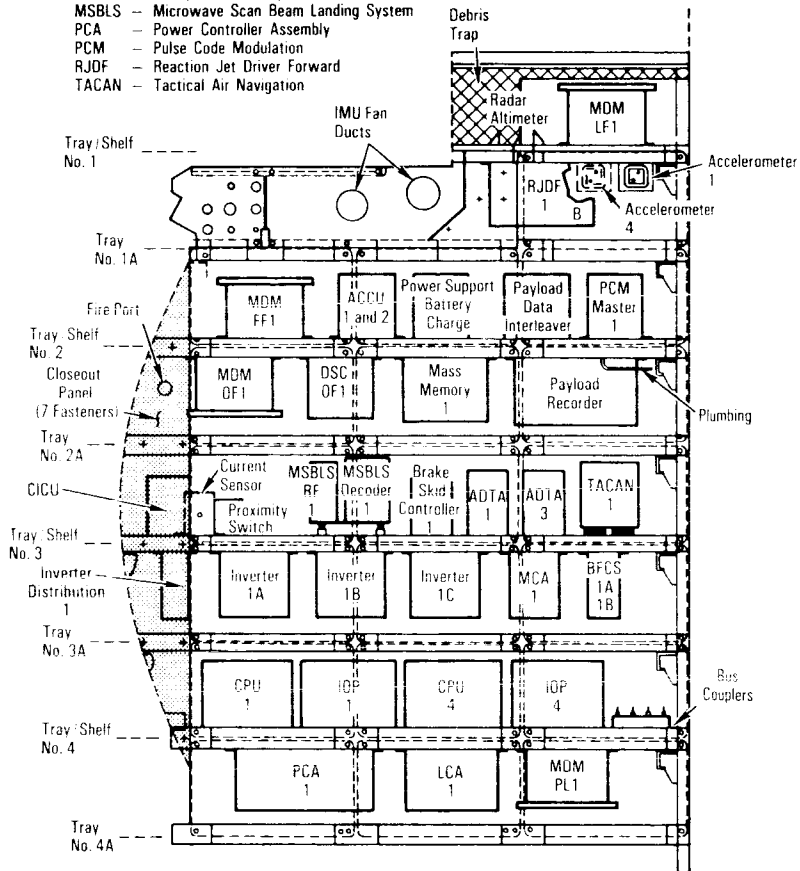 MSBLS – Microwave Scan Beam Landing System
PCA – Power Controller Assembly
PCM – Pulse Code Modulation
RJDF – Reaction Jet Driver Forward
TACAN – Tactical Air Navigation
Debris
Trap
Radar
Altimeter
MDM
LF1
IMU Fan
Ducts
Tray/Shelf
No. 1
RJDF
1
B
Accelerometer
1
Accelerometer
4
Tray
No. 1A
MDM
FF1
ACCU
1 and 2
Power Support
Battery
Charge
Payload
Data
Interleaver
PCM
Master
1
Fire Port
Tray/Shelf
No. 2
Closeout
Panel
(7 Fasteners)
MDM
OF1
DSC
OF1
Mass
Memory
1
Payload
Recorder
Plumbing
Tray
No. 2A
CICU
Current
Sensor
Proximity
Switch
MSBLS
RF
1
MSBLS
Decoder
1
Brake
Skid
Controller
1
ADTA
1
ADTA
3
TACAN
1
Tray/Shelf
No. 3
Inverter
Distribution
1
Inverter
1A
Inverter
1B
Inverter
1C
MCA
1
BFCS
1A
1B
Tray
No. 3A
CPU
1
IOP
1
CPU
4
IOP
4
Bus
Couplers
Tray/Shelf
No. 4
PCA
1
LCA
1
MDM
PL1
Tray
No. 4A